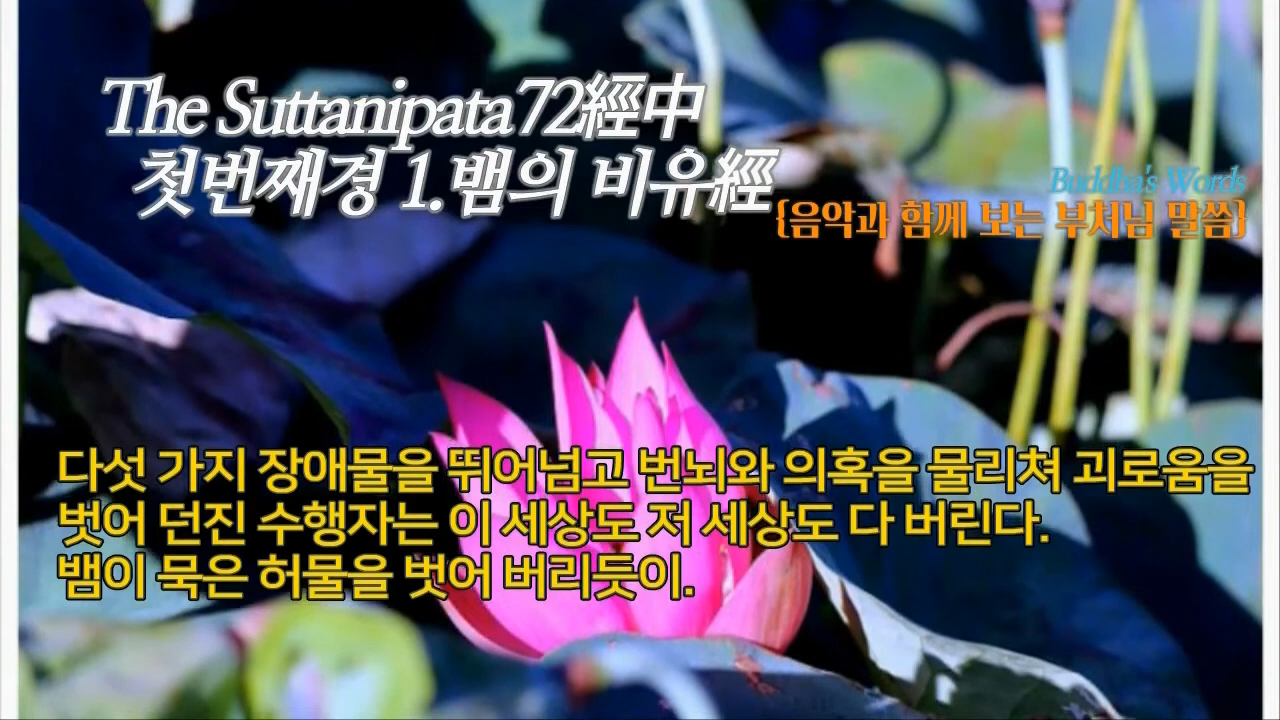 The Suttanipata72經中
첫번째경 1.뱀의 비유經
Buddha's Words
{음악과 함께 보는 부처님 말씀}
다섯 가지 장애물을 뛰어넘고 번뇌와 의혹을 물리쳐 괴로움을
벗어 던진 수행자는 이 세상도 저 세상도 다 버린다.
뱀이 묵은 허물을 벗어 버리듯이.